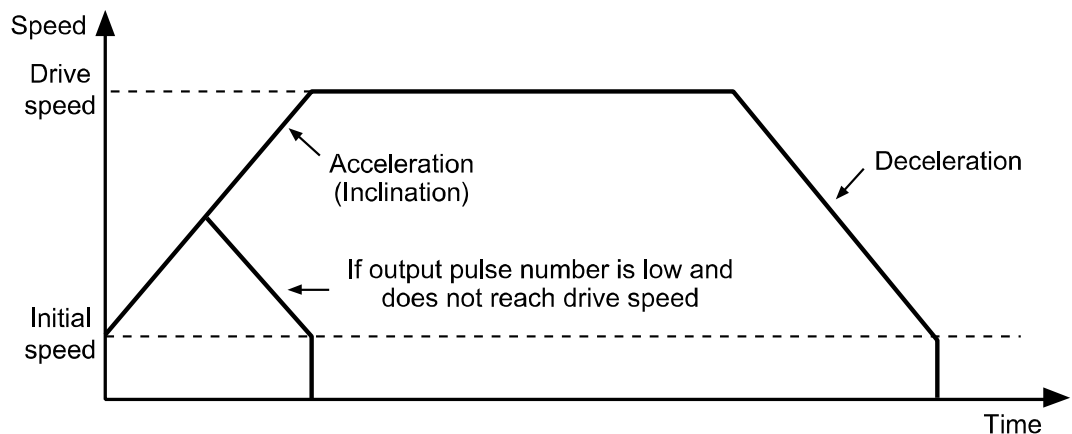 Speed
Drive
speed
Acceleration
(Inclination)
Deceleration
If output pulse number is low and
does not reach drive speed
Initial
speed
Time